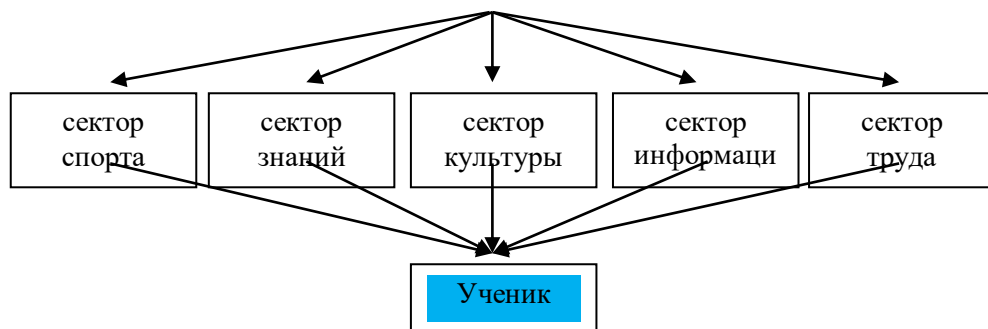 сектор
спорта
сектор
знаний
сектор
культуры
сектор
информаци
сектор
труда
Ученик